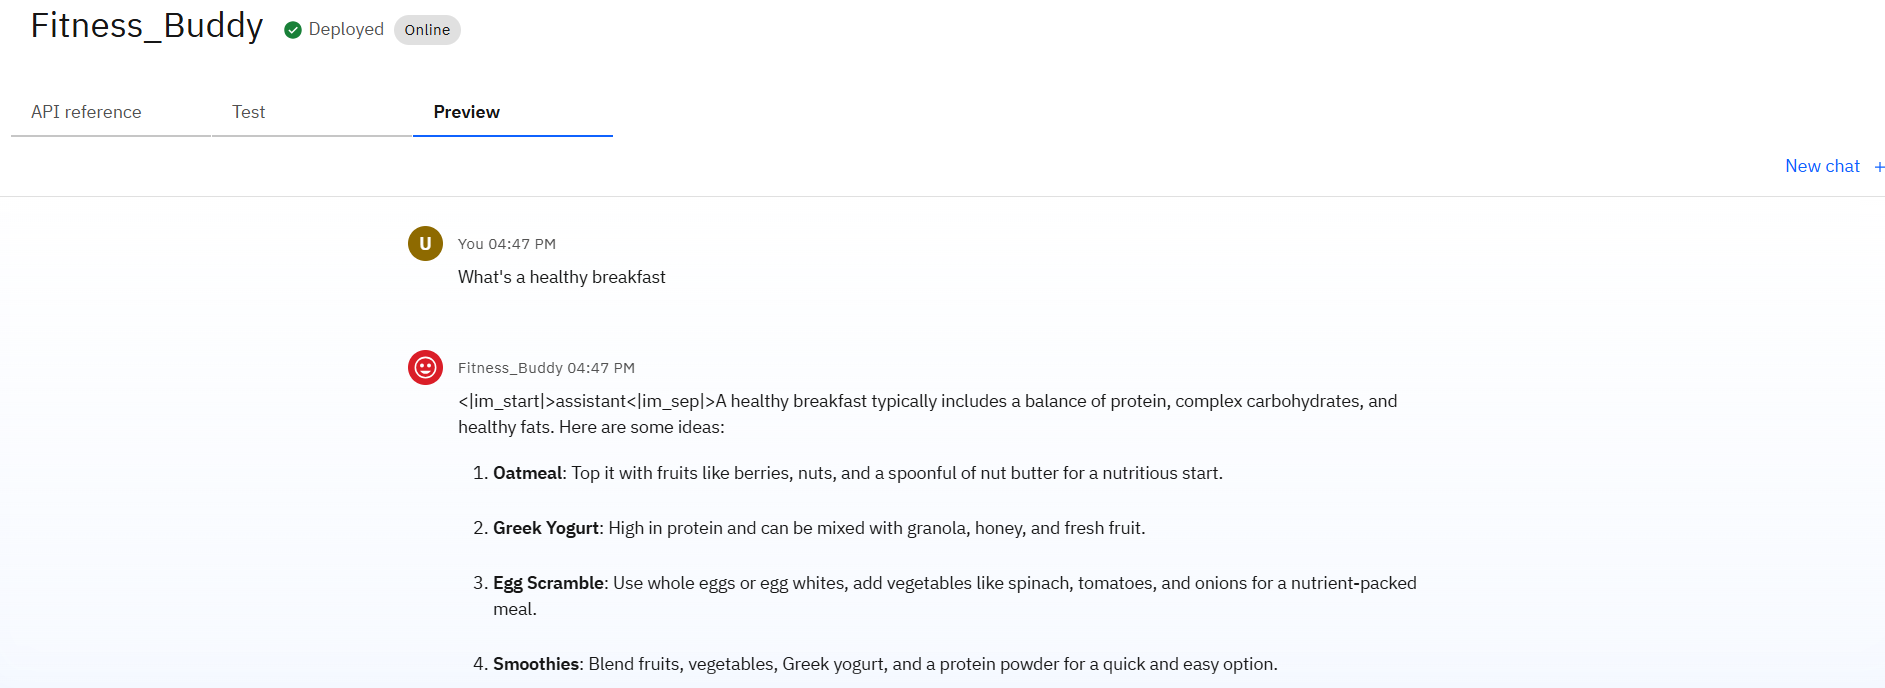 Fitness_Buddy Deployed Online
API reference Test Preview
New chat +
U You 04:47 PM
What's a healthy breakfast
Fitness_Buddy 04:47 PM
<|im_start|>assistant<|im_sep|>A healthy breakfast typically includes a balance of protein, complex carbohydrates, and
healthy fats. Here are some ideas:
1. Oatmeal: Top it with fruits like berries, nuts, and a spoonful of nut butter for a nutritious start.
2. Greek Yogurt: High in protein and can be mixed with granola, honey, and fresh fruit.
3. Egg Scramble: Use whole eggs or egg whites, add vegetables like spinach, tomatoes, and onions for a nutrient-packed
meal.
4. Smoothies: Blend fruits, vegetables, Greek yogurt, and a protein powder for a quick and easy option.